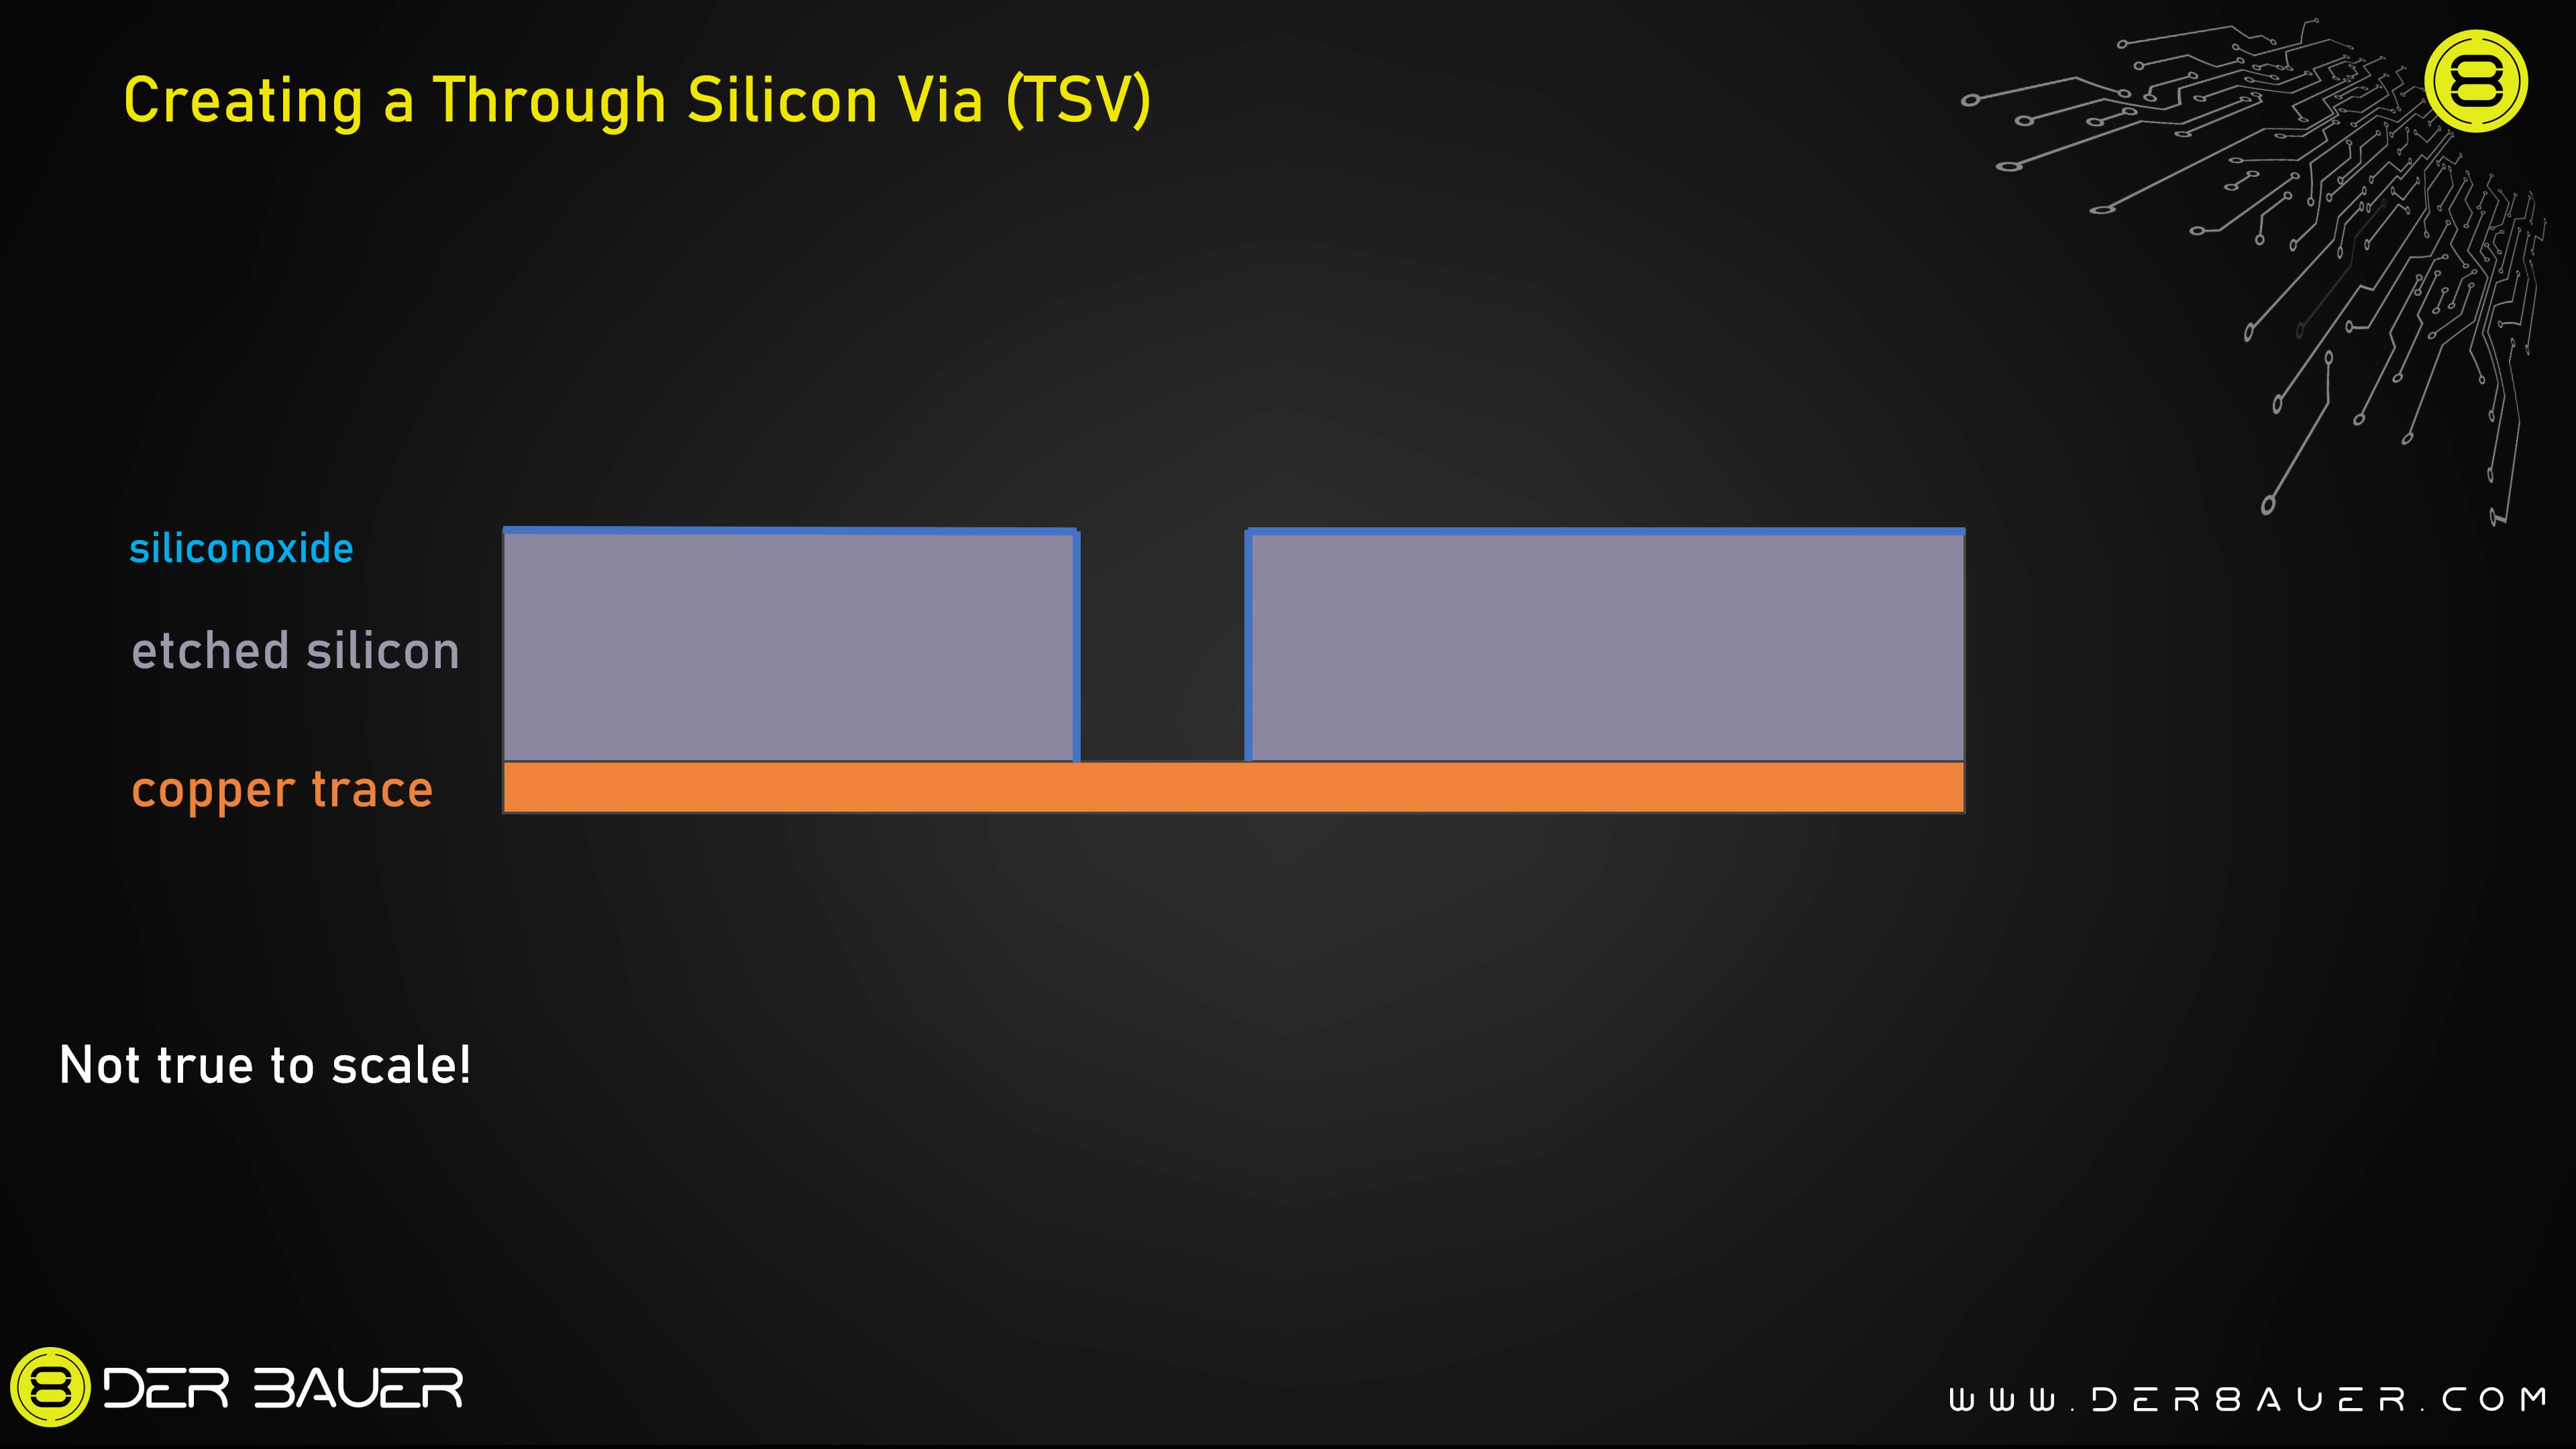 Creating a Through Silicon Via (TSV)
siliconoxide
etched silicon
copper trace
Not true to scale!
DER BAUER
WWW.DER8AUER.COM